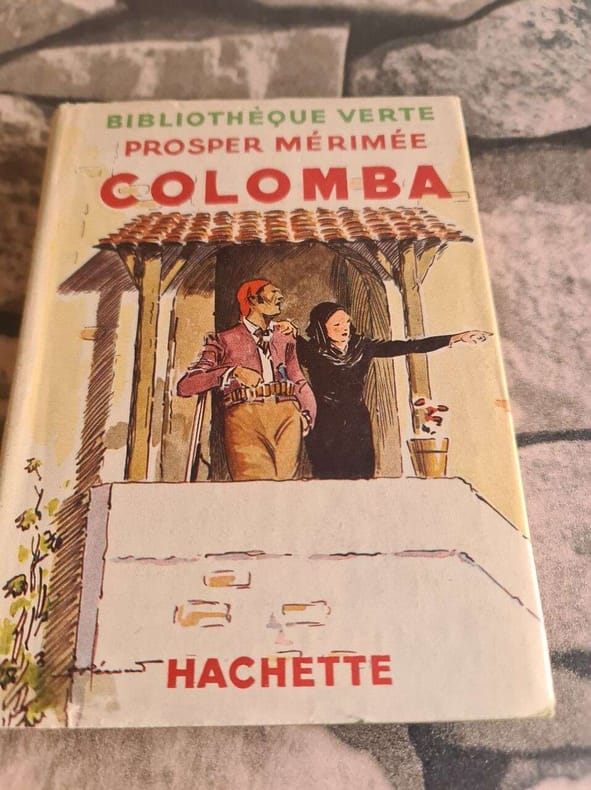 BIBLIOTHÈQUE VERTE
PROSPER MÉRIMÉE
COLOMBA
HACHETTE